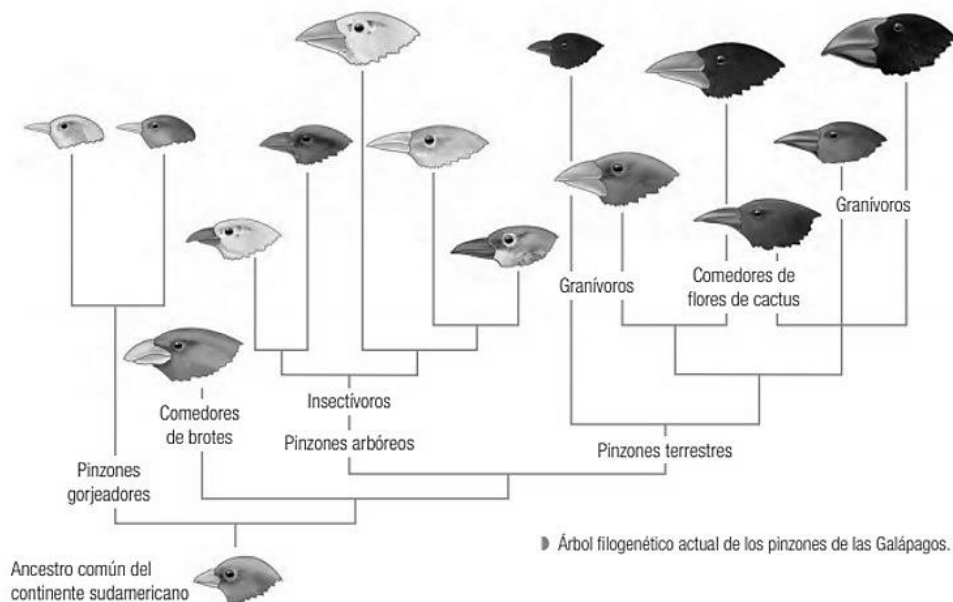 Granívoros
Granívoros
Comedores de
flores de cactus
Insectívoros
Comedores
de brotes
Pinzones arbóreos
Pinzones terrestres
Pinzones
gorjeadores
Árbol filogenético actual de los pinzones de las Galápagos.
Ancestro común del
continente sudamericano